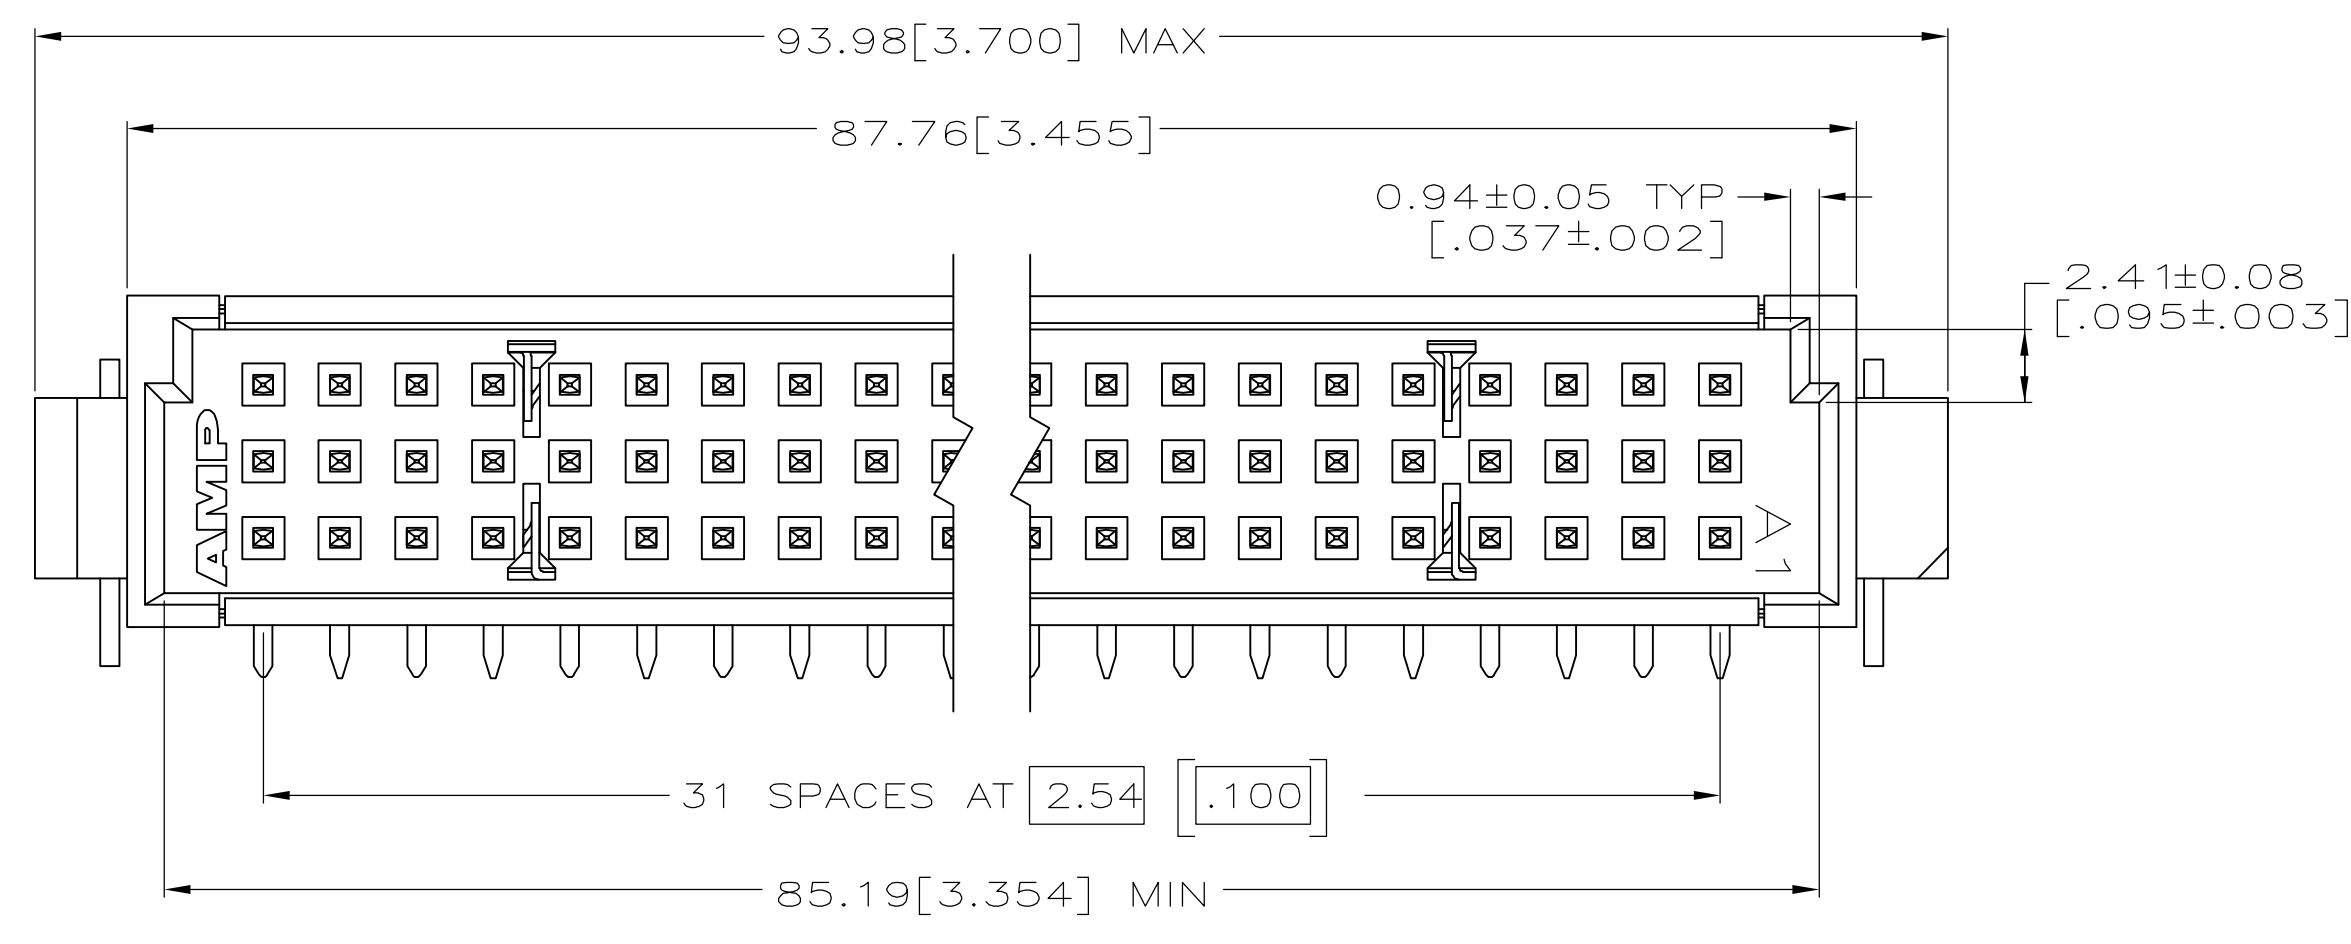 93.98[3.700] MAX
87.76[3.455]
0.94±0.05 TYP
[.037±.002]
2.41±0.08
[.095±.003]
AMP
A1
31 SPACES AT 2.54 [.100]
85.19[3.354] MIN